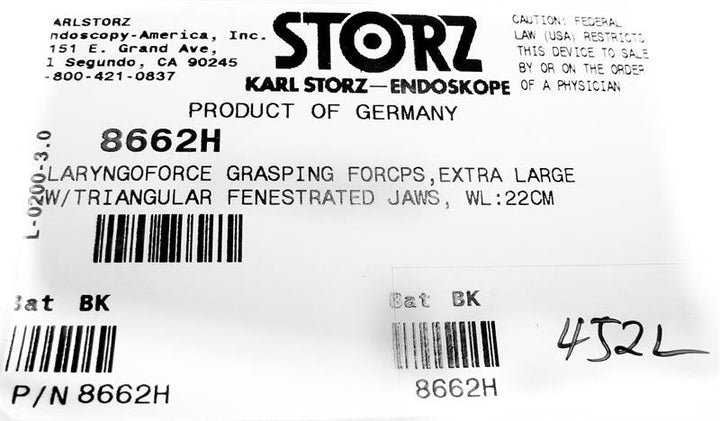 ARLSTORZ
ndoscopy-America, Inc.
151 E. Grand Ave,
l Segundo, CA 90245
-800-421-0837
STORZ
KARL STORZ—ENDOSKOPE
CAUTION: FEDERAL
LAW (USA) RESTRICTS
THIS DEVICE TO SALE
BY OR ON THE ORDER
OF A PHYSICIAN
PRODUCT OF GERMANY
8662H
L-0200-3.0
LARYNGOFORCE GRASPING FORCPS,EXTRA LARGE
W/TRIANGULAR FENESTRATED JAWS, WL:22CM
Bat BK
P/N 8662H
Bat BK
8662H
452L